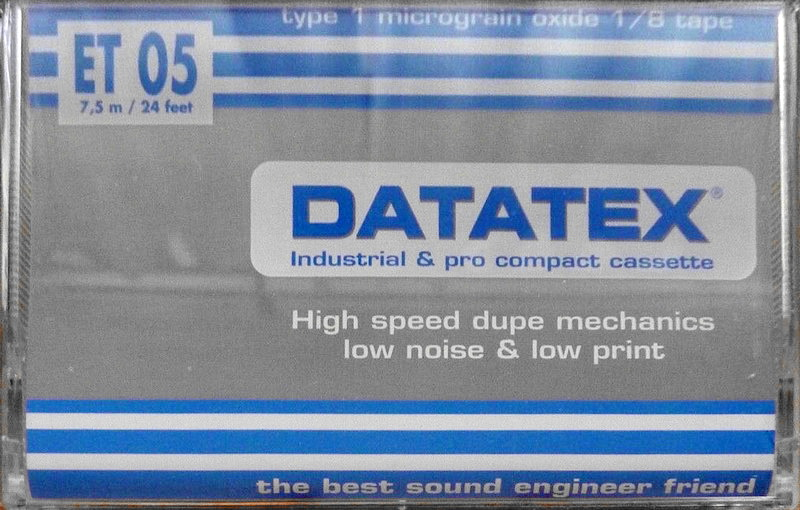 type 1 micrograin oxide 1/8 tape
ET 05
7,5 m / 24 feet
DATATEX®
Industrial & pro compact cassette
High speed dupe mechanics
low noise & low print
the best sound engineer friend